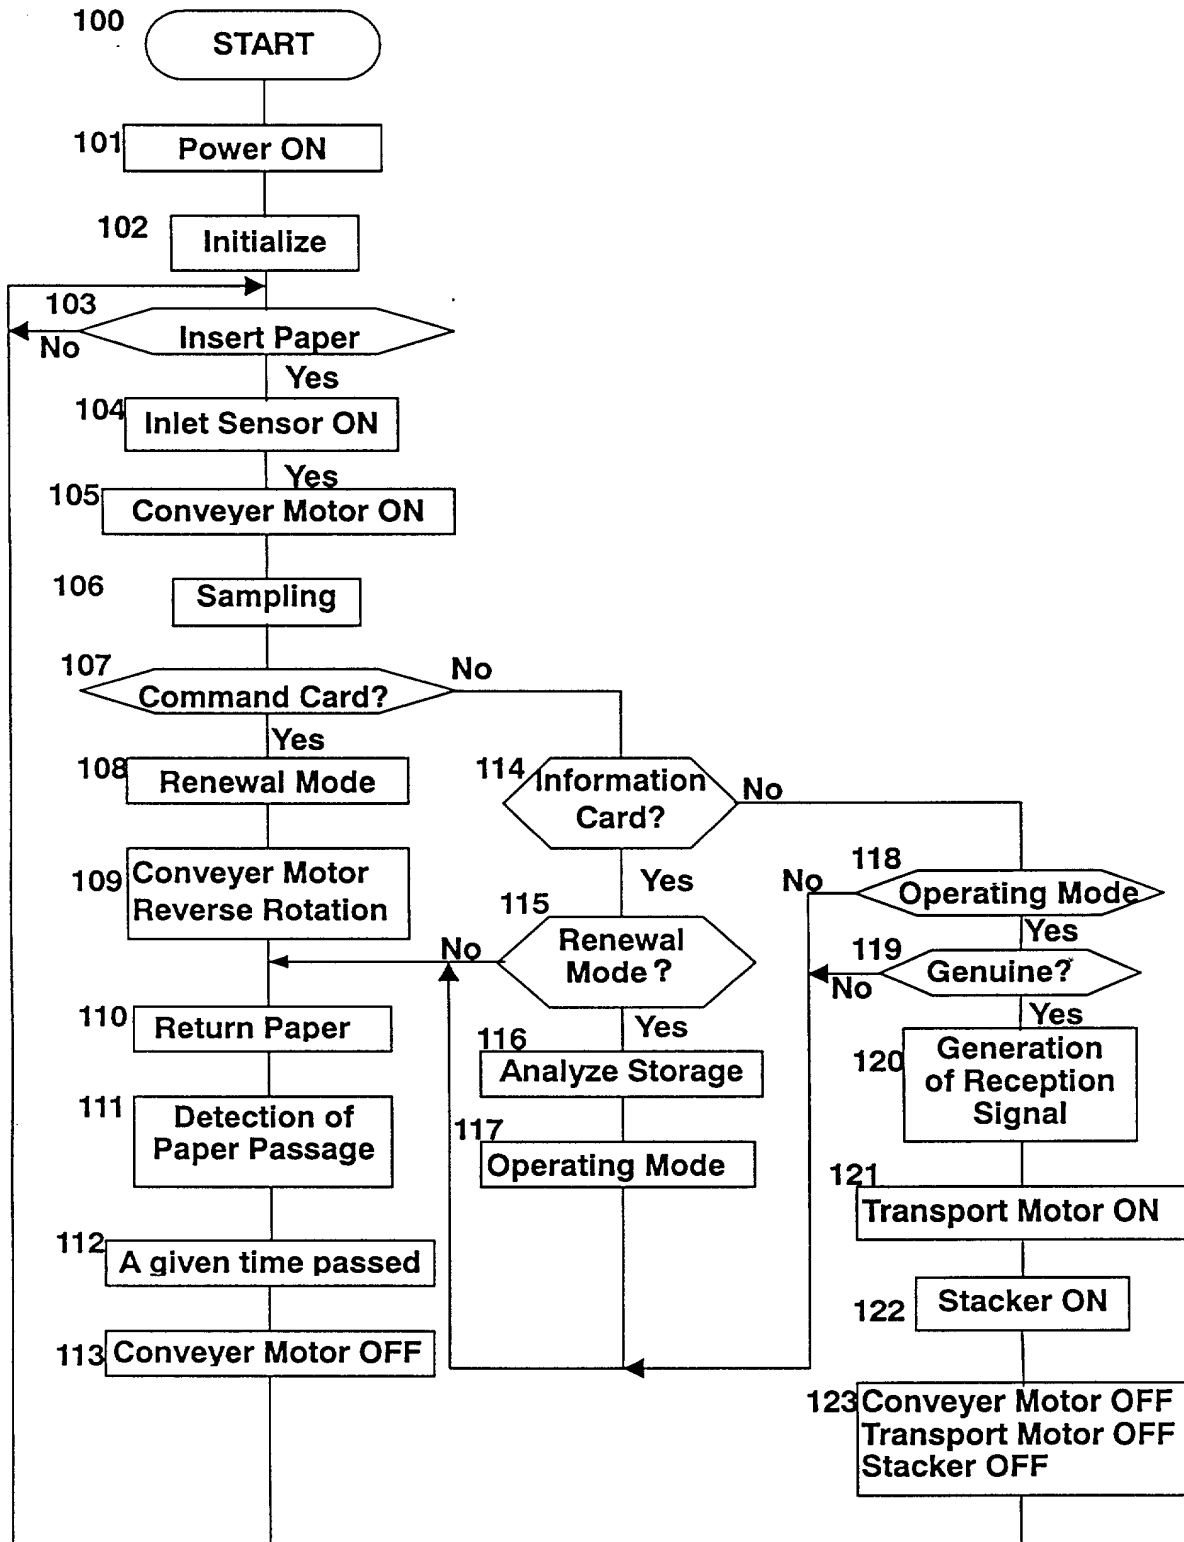 100
START
101
Power ON
102
Initialize
103
Insert Paper
No
Yes
104
Inlet Sensor ON
Yes
105
Conveyer Motor ON
106
Sampling
107
Command Card?
No
Yes
108
Renewal Mode
109
Conveyer Motor
Reverse Rotation
110
Return Paper
111
Detection of
Paper Passage
112
A given time passed
113
Conveyer Motor OFF
114
Information
Card?
No
Yes
115
Renewal
Mode?
No
Yes
116
Analyze Storage
117
Operating Mode
118
Operating Mode
No
Yes
119
Genuine?
No
Yes
120
Generation
of Reception
Signal
121
Transport Motor ON
122
Stacker ON
123
Conveyer Motor OFF
Transport Motor OFF
Stacker OFF